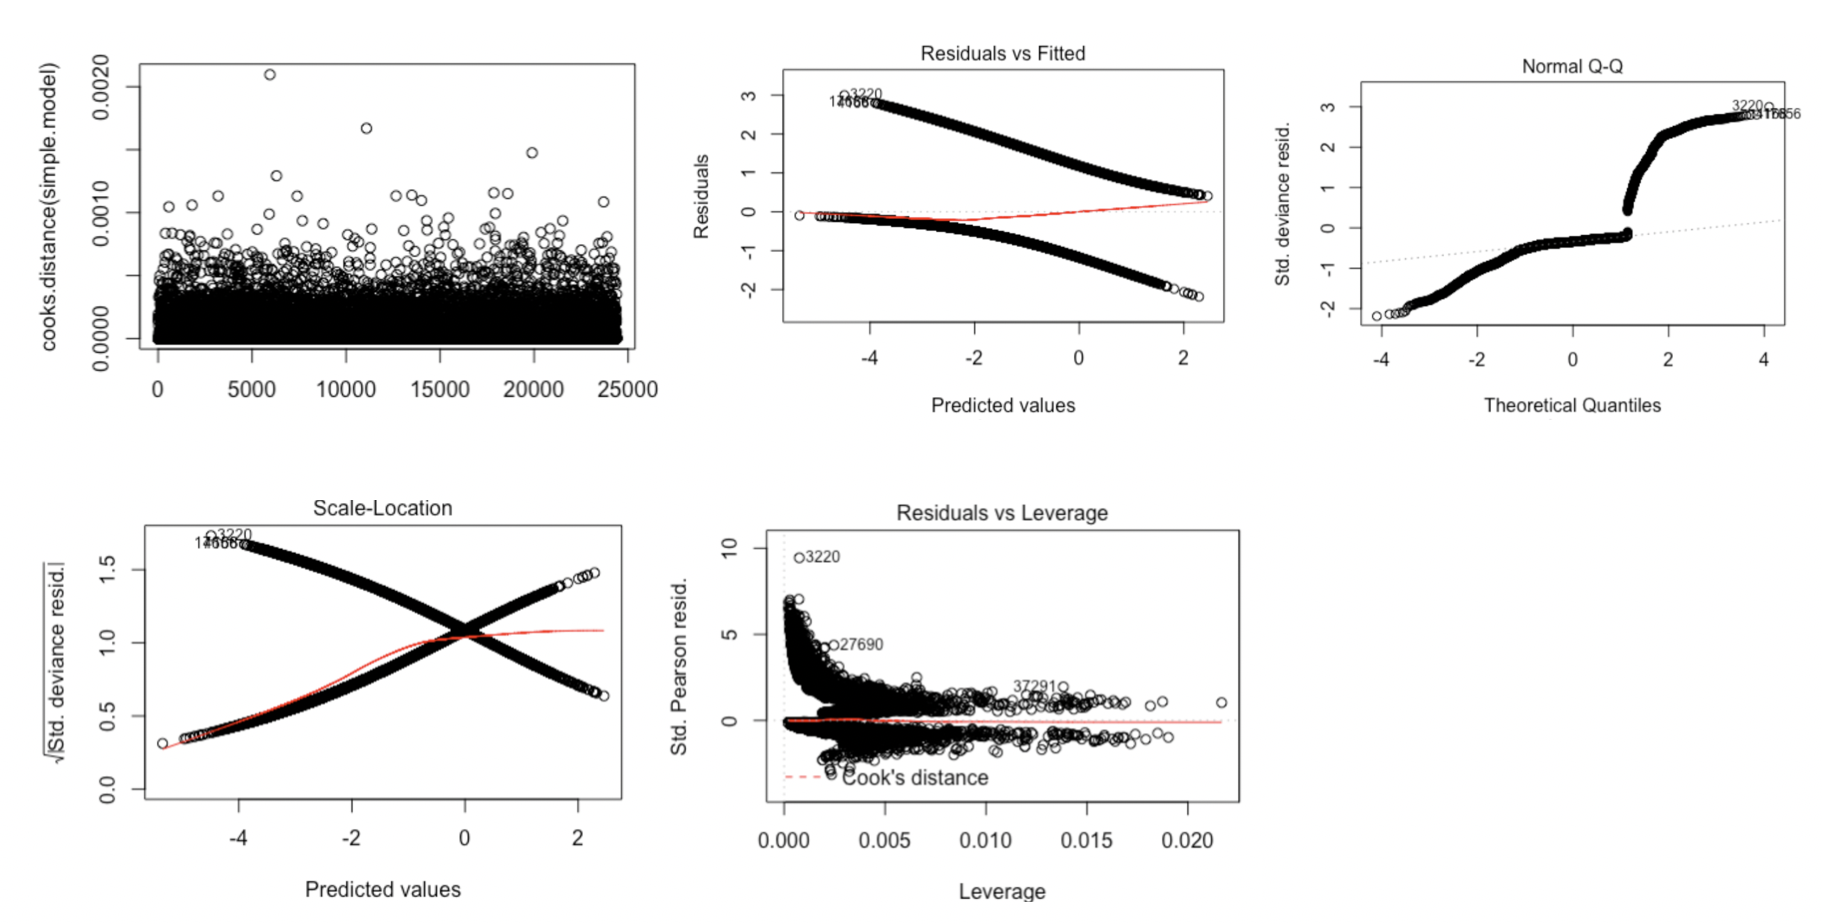 cooks.distance(simple.model)
0.0020
0.0010
0.0000
0 5000 10000 15000 20000 25000
Residuals vs Fitted
Residuals
3
2
1
0
-1
-2
3220
-4 -2 0 2
Predicted values
Normal Q-Q
Std. deviance resid.
3
2
1
0
-1
-2
3220
-4 -2 0 2 4
Theoretical Quantiles
Scale-Location
√|Std. deviance resid.|
1.5
1.0
0.5
0.0
3220
-4 -2 0 2
Predicted values
Residuals vs Leverage
Std. Pearson resid.
10
5
0
3220
27690
37291
Cook's distance
0.000 0.005 0.010 0.015 0.020
Leverage